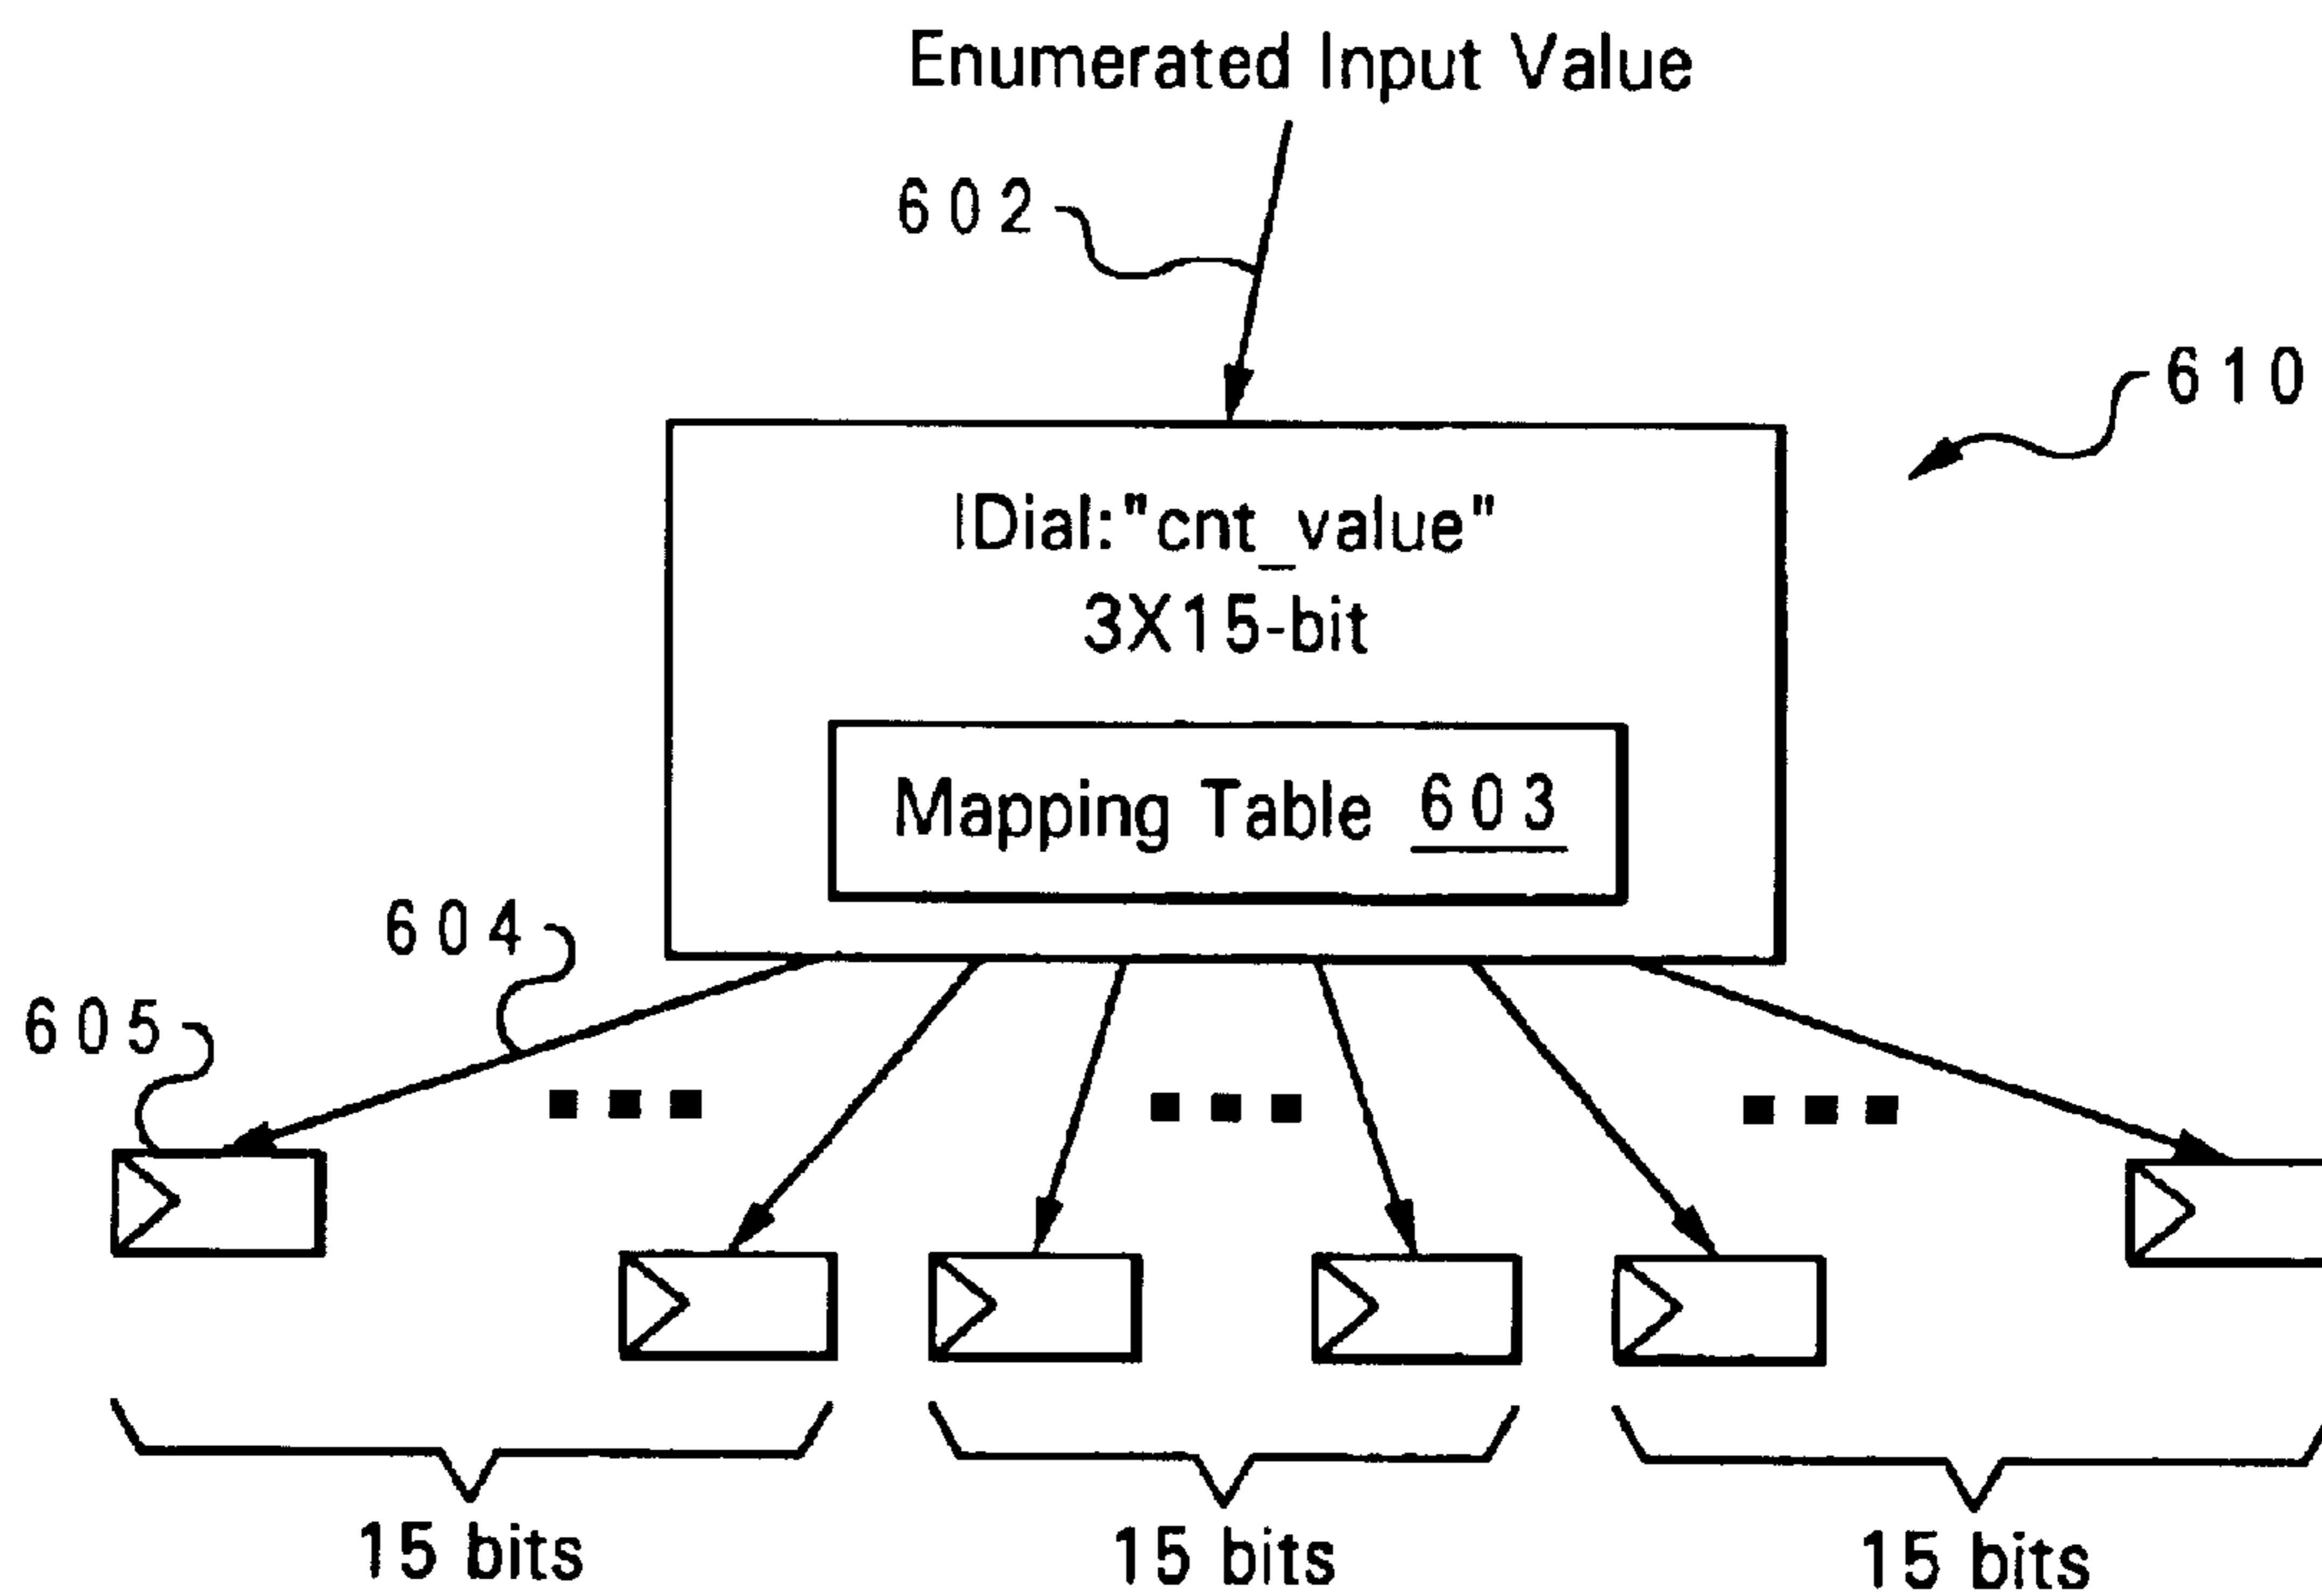 Enumerated Input Value
602
610
IDial:"cnt_value"
3X15-bit
Mapping Table 603
604
605
15 bits
15 bits
15 bits